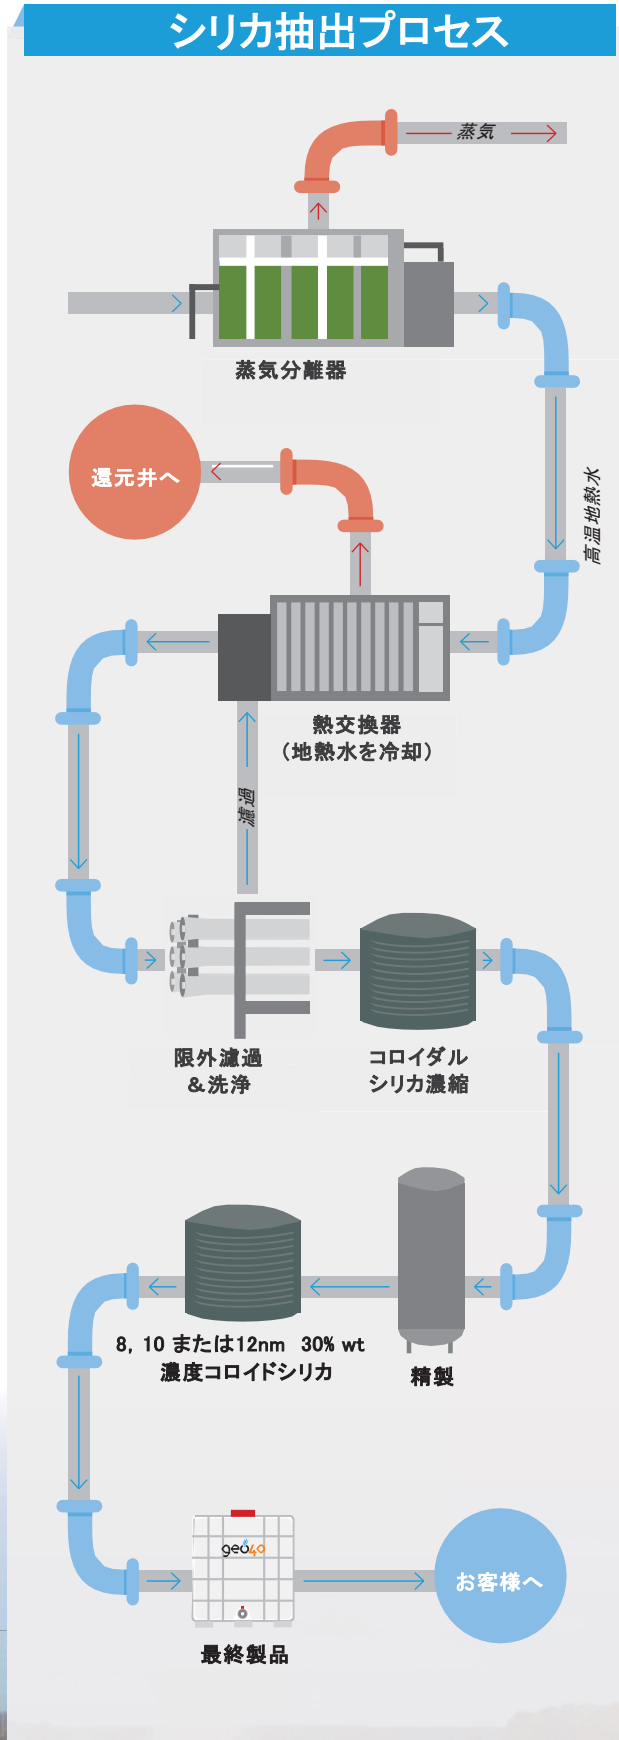 シリカ抽出プロセス
蒸気
蒸気分離器
還元井へ
高温地熱水
熱交換器
（地熱水を冷却）
濾過
限外濾過
＆洗浄
コロイダル
シリカ濃縮
8，10 または12nm　30% wt
濃度コロイドシリカ
精製
geo40
お客様へ
最終製品